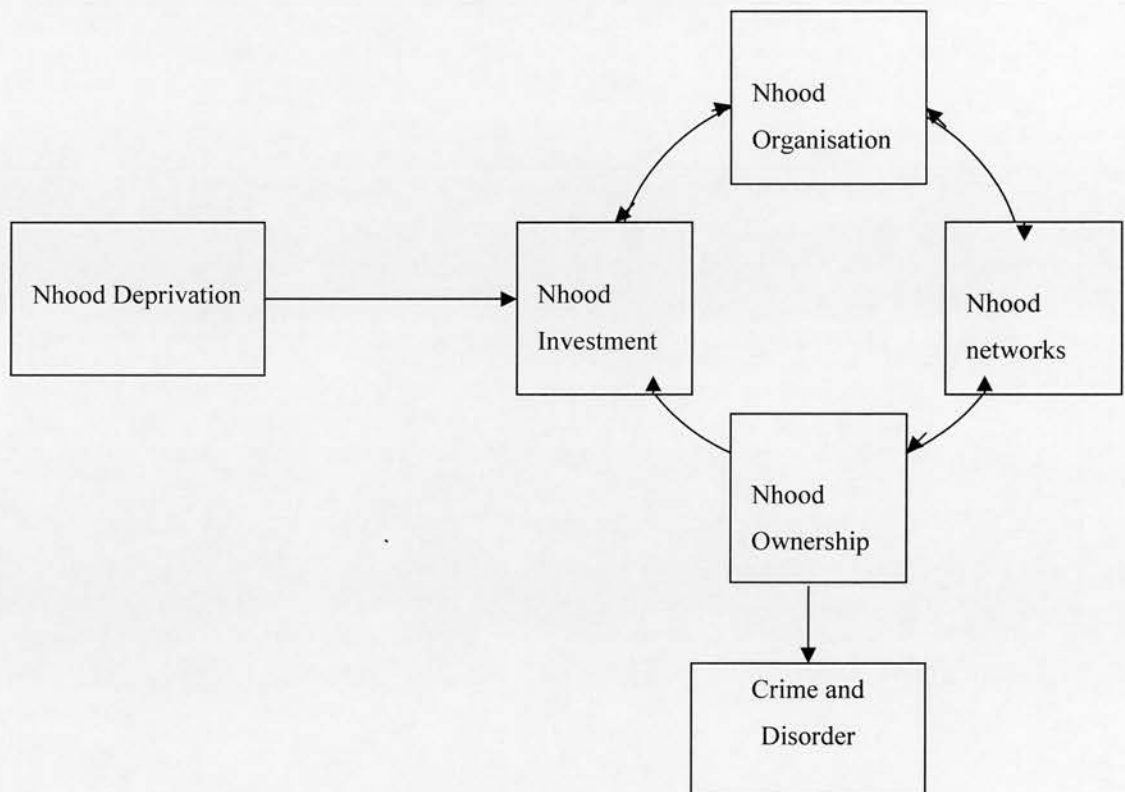 Nhood
Organisation
Nhood Deprivation
Nhood
Investment
Nhood
networks
Nhood
Ownership
Crime and
Disorder